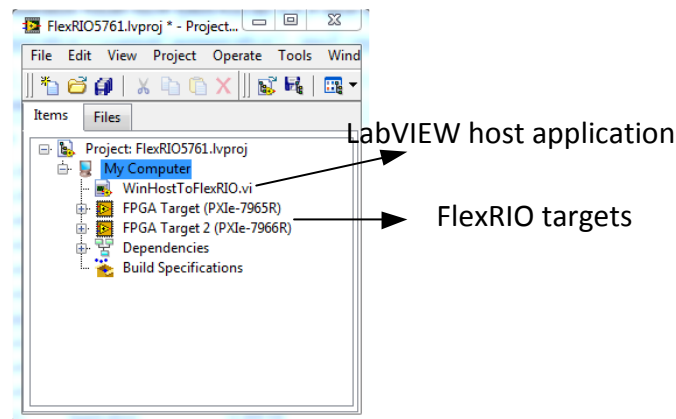 FlexRIO5761.lvproj * - Project...
File Edit View Project Operate Tools Wind
Items Files
LabVIEW host application
Project: FlexRIO5761.lvproj
My Computer
WinHostToFlexRIO.vi
FPGA Target (PXIe-7965R)
FlexRIO targets
FPGA Target 2 (PXIe-7966R)
Dependencies
Build Specifications